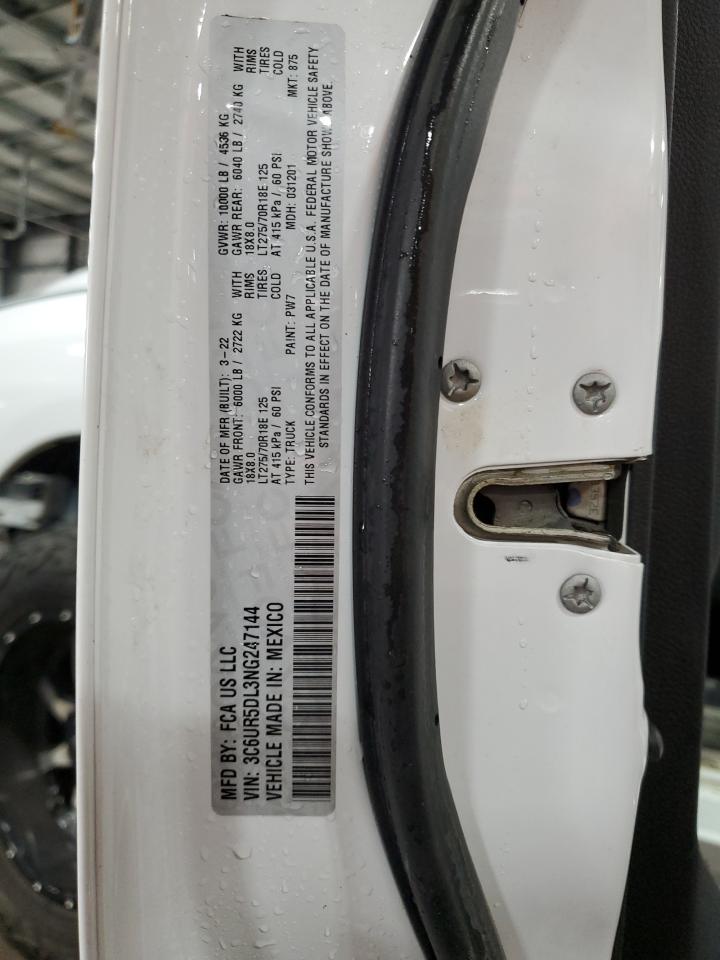 MFD BY: FCA US LLC
VIN: 3C6UR5DL3NG247144
VEHICLE MADE IN: MEXICO
DATE OF MFR (BUILT): 3-22 GVWR: 10000 LB / 4536 KG
GAWR FRONT: 6000 LB / 2722 KG WITH GAWR REAR: 6040 LB / 2740 KG WITH
18X8.0 RIMS 18X8.0 RIMS
LT275/70R18E 125 TIRES LT275/70R18E 125 TIRES
AT 415 kPa / 60 PSI COLD AT 415 kPa / 60 PSI COLD
TYPE: TRUCK PAINT: PW7 MDH: 031201 MKT: 875
THIS VEHICLE CONFORMS TO ALL APPLICABLE U.S.A. FEDERAL MOTOR VEHICLE SAFETY
STANDARDS IN EFFECT ON THE DATE OF MANUFACTURE SHOWN ABOVE.